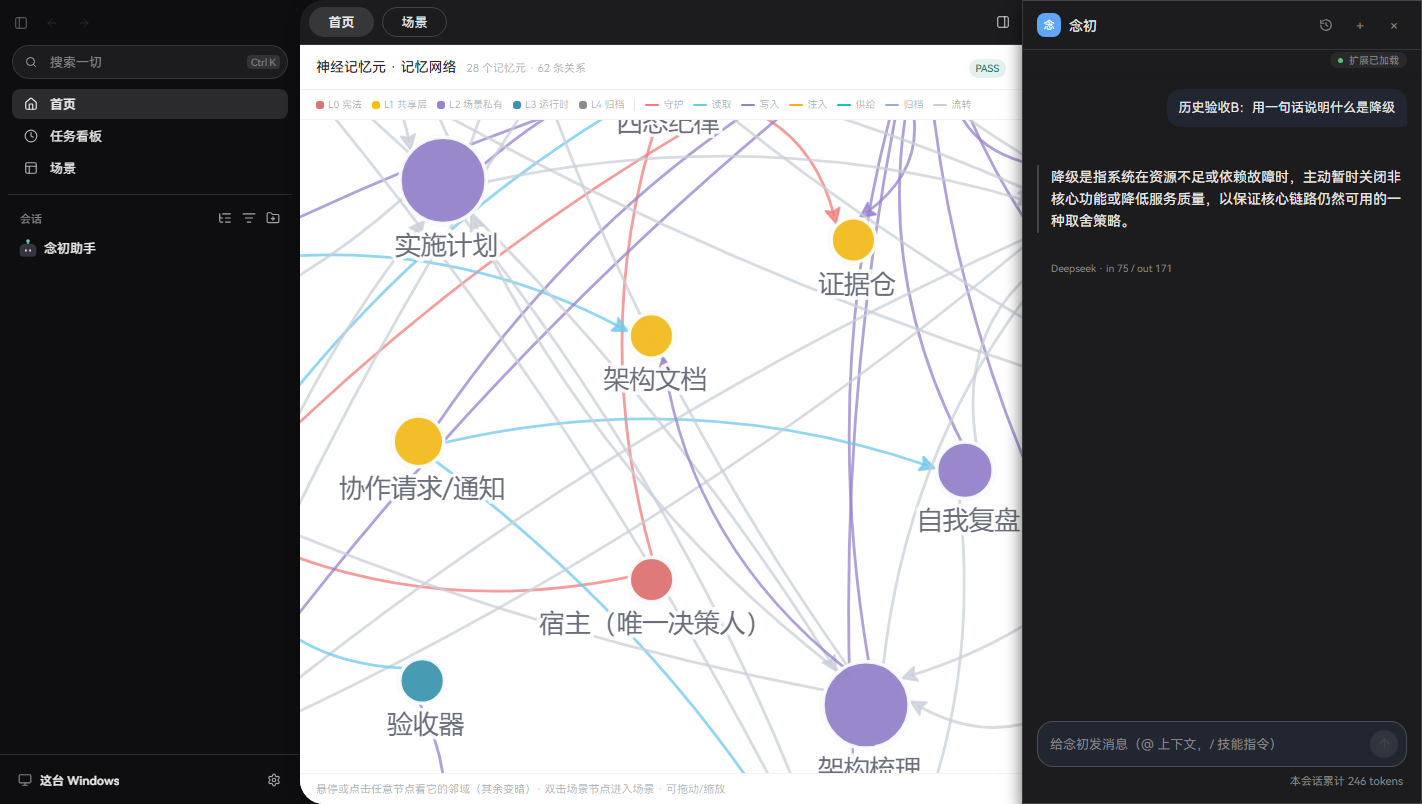 搜索一切
Ctrl K
首页
任务看板
场景
会话
念初助手
这台 Windows
首页
场景
神经记忆元 · 记忆网络
28 个记忆元 · 62 条关系
PASS
L0 宪法
L1 共享层
L2 场景私有
L3 运行时
L4 归档
守护
读取
写入
注入
供给
归档
流转
实施计划
证据仓
架构文档
协作请求/通知
自我复盘
宿主（唯一决策人）
验收器
架构梳理
悬停或点击任意节点看它的邻域（其余变暗） · 双击场景节点进入场景 · 可拖动/缩放
念
念初
扩展已加载
历史验收B：用一句话说明什么是降级
降级是指系统在资源不足或依赖故障时，主动暂时关闭非
核心功能或降低服务质量，以保证核心链路仍然可用的一
种取舍策略。
Deepseek · in 75 / out 171
给念初发消息（@ 上下文，/ 技能指令）
本会话累计 246 tokens